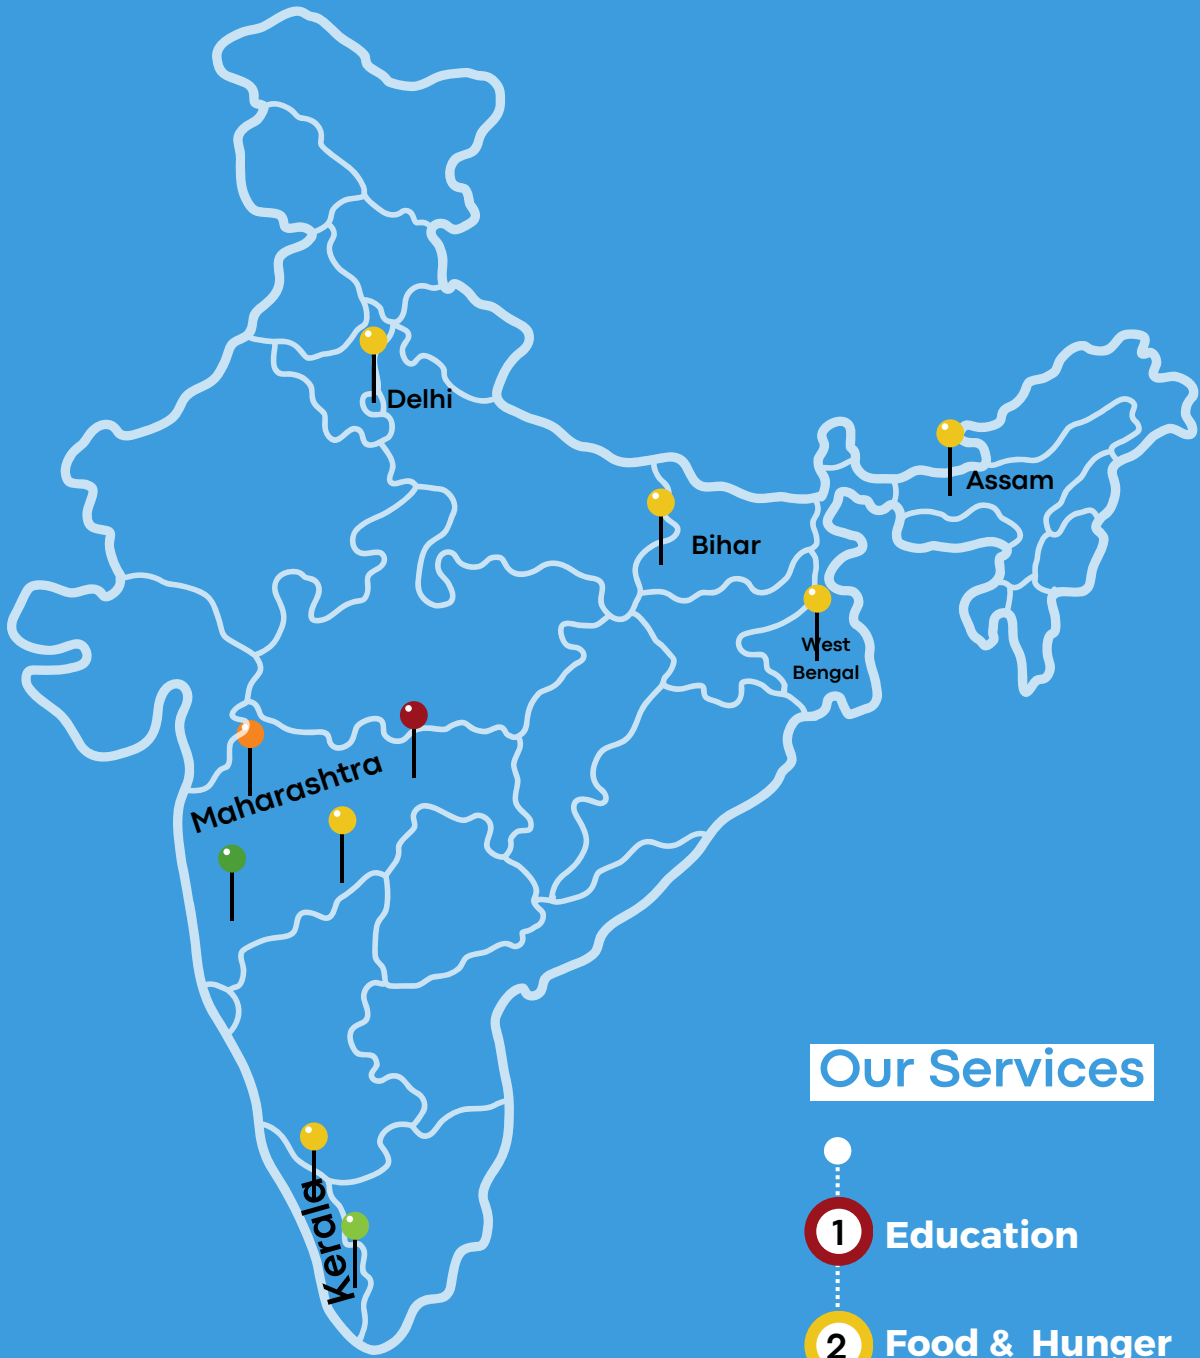 Delhi
Assam
Bihar
West
Bengal
Maharashtra
Our Services
Kerala
1 Education
2 Food & Hunger